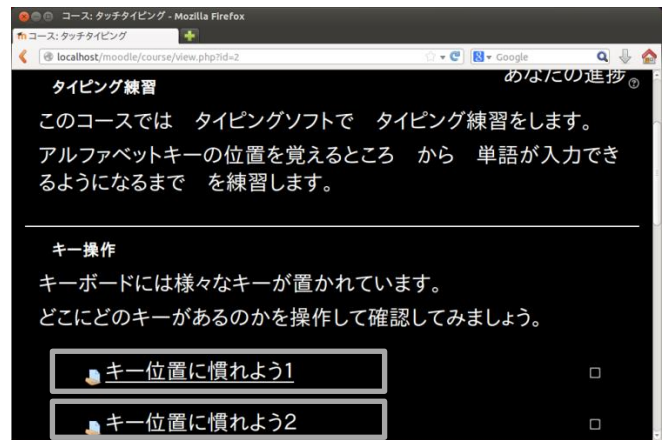 コース: タッチタイピング - Mozilla Firefox
コース: タッチタイピング
localhost/moodle/course/view.php?id=2
Google
あなたの進捗
タイピング練習
このコースでは　タイピングソフトで　タイピング練習をします。
アルファベットキーの位置を覚えるところ　から　単語が入力でき
るようになるまで　を練習します。
キー操作
キーボードには様々なキーが置かれています。
どこにどのキーがあるのかを操作して確認してみましょう。
キー位置に慣れよう1
キー位置に慣れよう2